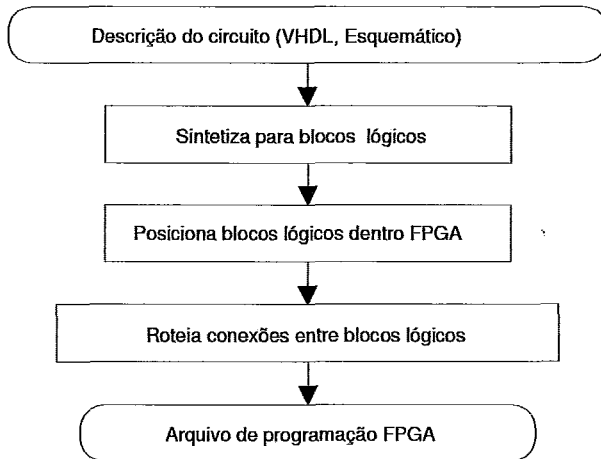 Descrição do circuito (VHDL, Esquemático)
Sintetiza para blocos lógicos
Posiciona blocos lógicos dentro FPGA
Roteia conexões entre blocos lógicos
Arquivo de programação FPGA